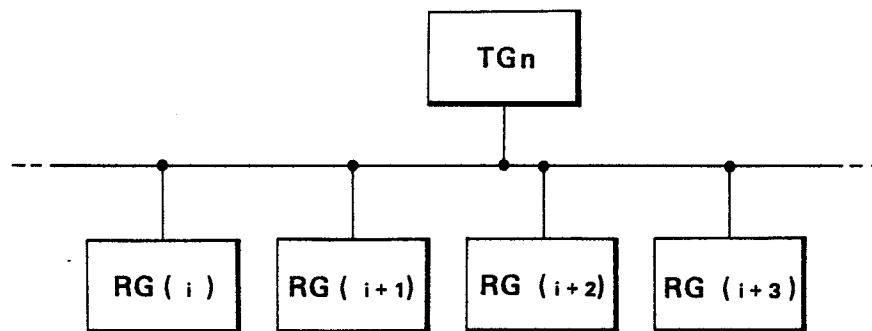 TGn
RG ( i ) RG ( i+1) RG (i+2) RG (i+3)